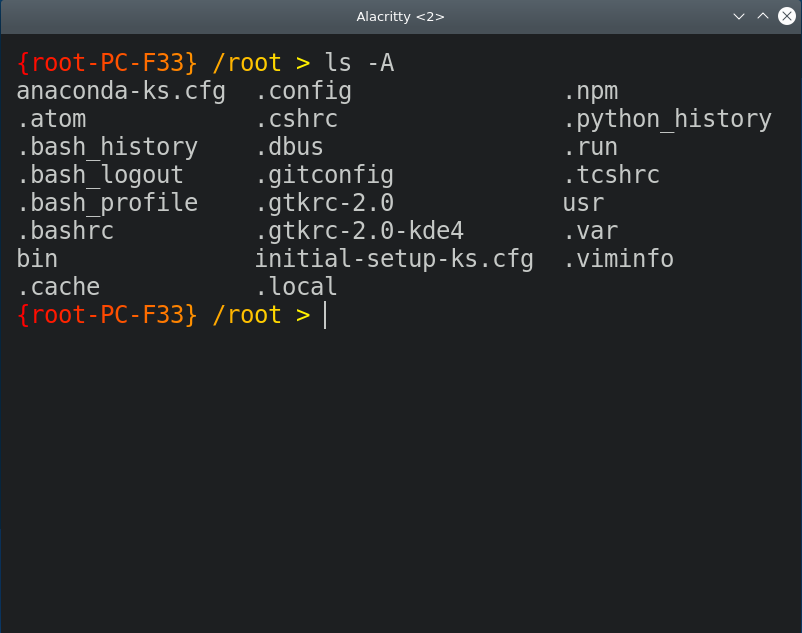 Alacritty <2>
{root-PC-F33} /root > ls -A
anaconda-ks.cfg  .config               .npm
.atom            .cshrc                .python_history
.bash_history    .dbus                 .run
.bash_logout     .gitconfig            .tcshrc
.bash_profile    .gtkrc-2.0            usr
.bashrc          .gtkrc-2.0-kde4       .var
bin              initial-setup-ks.cfg  .viminfo
.cache           .local
{root-PC-F33} /root >